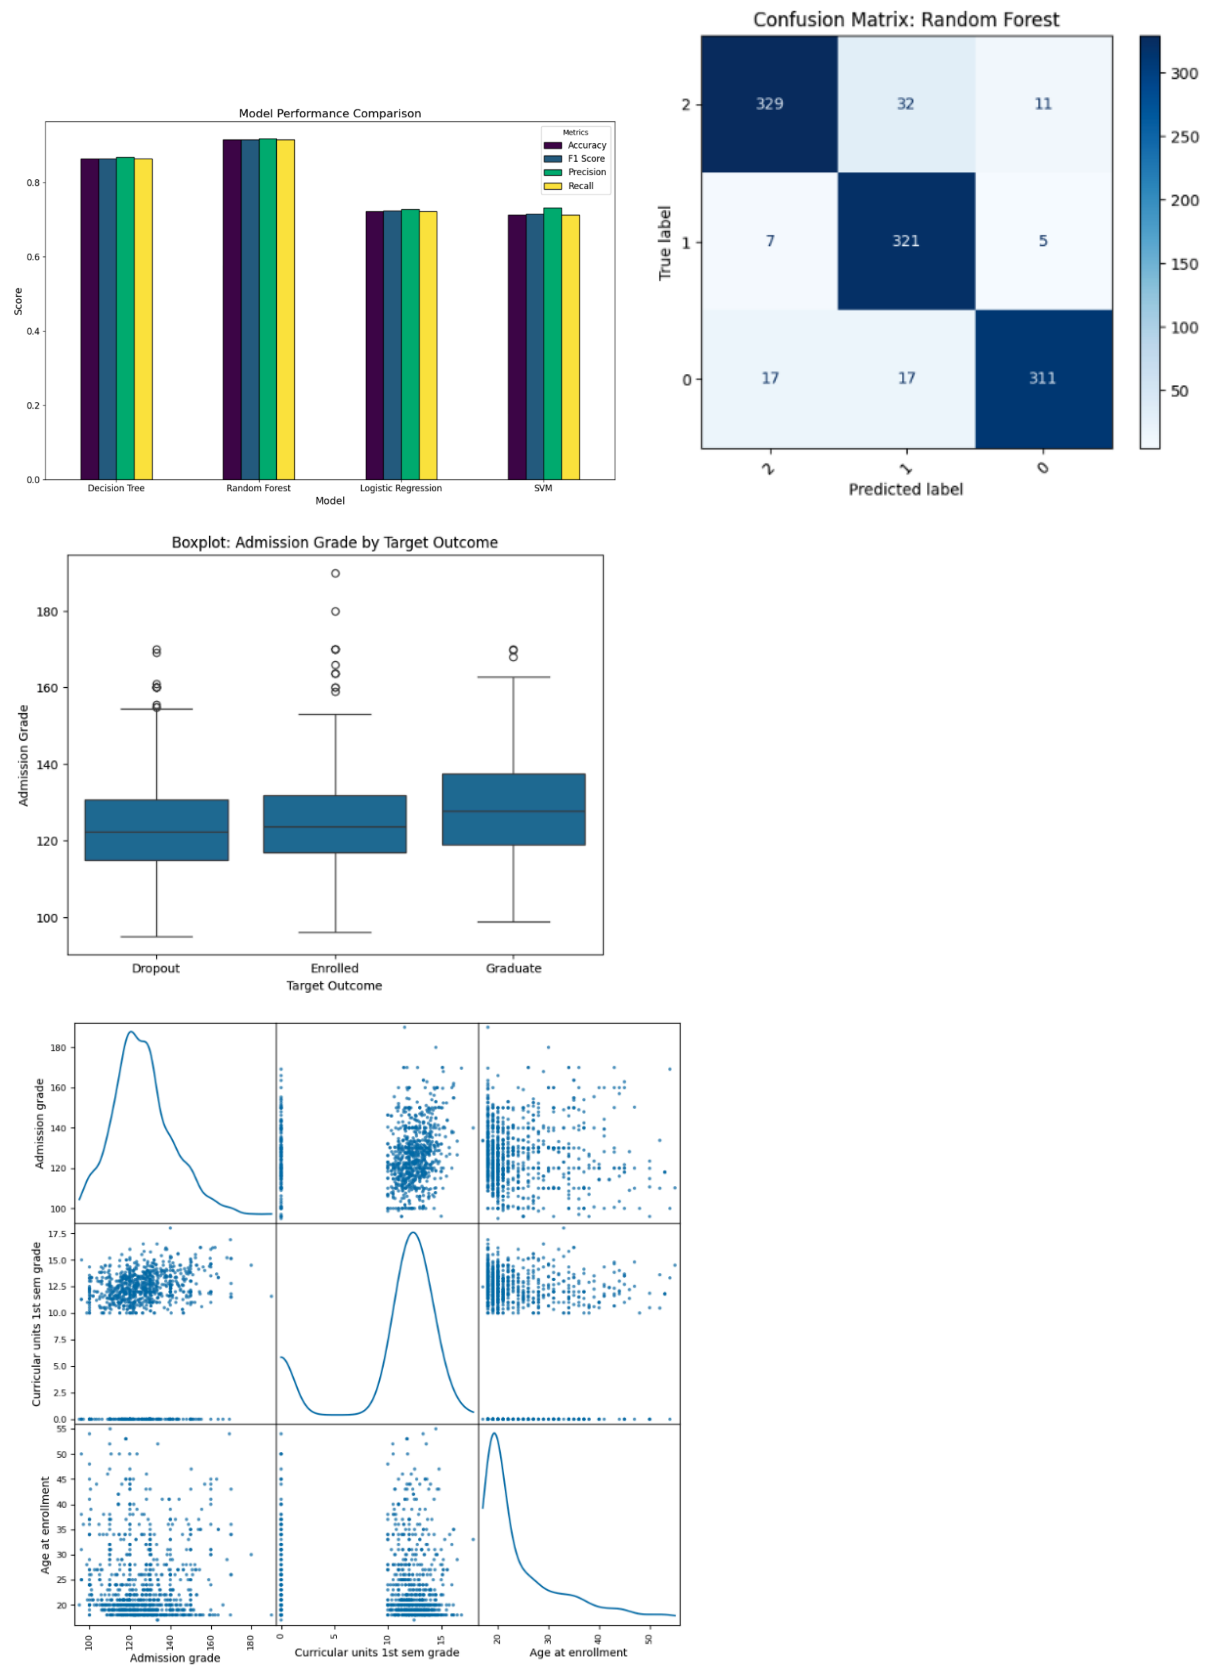 Model Performance Comparison
Metrics
Accuracy
F1 Score
Precision
Recall
0.8
0.6
0.4
0.2
0.0
Score
Decision Tree Random Forest Logistic Regression SVM
Model
Confusion Matrix: Random Forest
2 329 32 11
1 7 321 5
0 17 17 311
True label
2 1 0
Predicted label
300
250
200
150
100
50
Boxplot: Admission Grade by Target Outcome
180
160
140
120
100
Admission Grade
Dropout Enrolled Graduate
Target Outcome
Admission grade
180
160
140
120
100
Curricular units 1st sem grade
17.5
15.0
12.5
10.0
7.5
5.0
2.5
0.0
Age at enrollment
55
50
45
40
35
30
25
20
100 120 140 160 180
Admission grade
0 5 10 15
Curricular units 1st sem grade
20 30 40 50
Age at enrollment